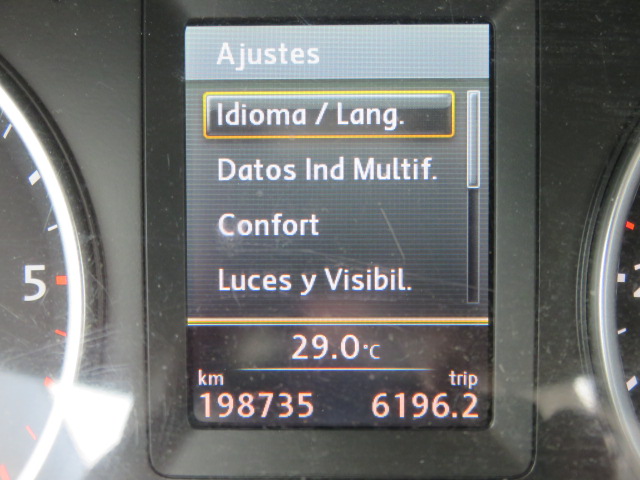 Ajustes
Idioma / Lang.
Datos Ind Multif.
Confort
Luces y Visibil.
5
29.0°C
km trip
198735 6196.2